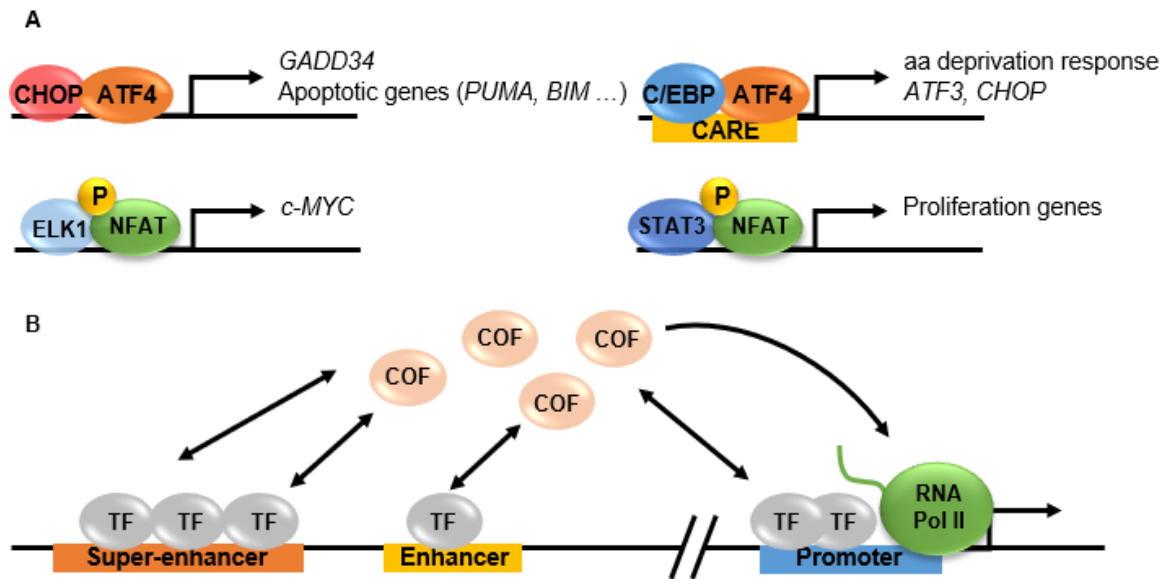 A
CHOP ATF4
GADD34
Apoptotic genes (PUMA, BIM ...)
C/EBP ATF4
CARE
aa deprivation response
ATF3, CHOP
P
ELK1 NFAT
c-MYC
P
STAT3 NFAT
Proliferation genes
B
COF
COF
COF
COF
TF TF TF
Super-enhancer
TF
Enhancer
TF TF
Promoter
RNA
Pol II